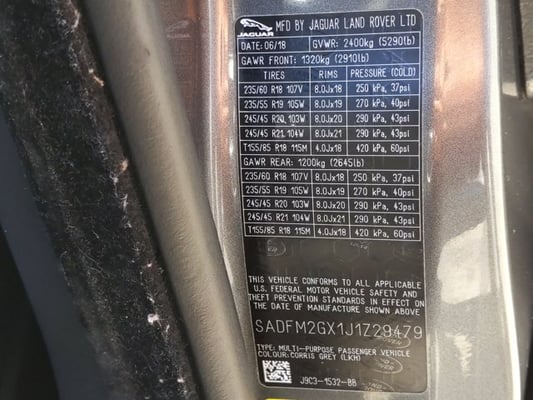 JAGUAR
MFD BY JAGUAR LAND ROVER LTD
DATE:06/18 GVWR: 2400kg (5290lb)
GAWR FRONT: 1320kg (2910lb)
TIRES RIMS PRESSURE (COLD)
235/60 R18 107V 8.0Jx18 250 kPa, 37psi
235/55 R19 105W 8.0Jx19 270 kPa, 40psi
245/45 R20 103W 8.0Jx20 290 kPa, 43psi
245/45 R21 104W 8.0Jx21 290 kPa, 43psi
T155/85 R18 115M 4.0Jx18 420 kPa, 60psi
GAWR REAR: 1200kg (2645lb)
235/60 R18 107V 8.0Jx18 250 kPa, 37psi
235/55 R19 105W 8.0Jx19 270 kPa, 40psi
245/45 R20 103W 8.0Jx20 290 kPa, 43psi
245/45 R21 104W 8.0Jx21 290 kPa, 43psi
T155/85 R18 115M 4.0Jx18 420 kPa, 60psi
THIS VEHICLE CONFORMS TO ALL APPLICABLE
U.S. FEDERAL MOTOR VEHICLE SAFETY
AND THEFT PREVENTION STANDARDS IN EFFECT
ON THE DATE OF MANUFACTURE SHOWN ABOVE.
SADFM2GX1J1Z29479
TYPE: MULTI-PURPOSE PASSENGER VEHICLE
COLOUR:CORRIS GREY (LKH)
J9C3-1532-BB